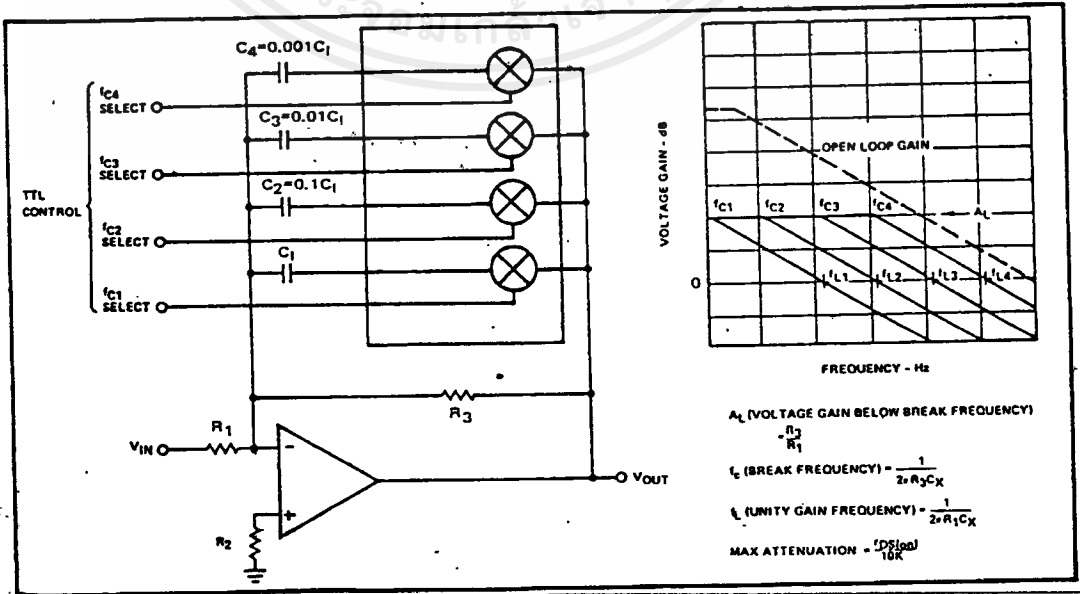 C4=0.001C1
fC4
SELECT
C3=0.01C1
fC3
SELECT
TTL
CONTROL
C2=0.1C1
fC2
SELECT
C1
fC1
SELECT
R3
VIN
R1
−
+
R2
VOUT
VOLTAGE GAIN - dB
OPEN LOOP GAIN
fC1
fC2
fC3
fC4
AL
0
fL1
fL2
fL3
fL4
FREQUENCY - Hz
AL (VOLTAGE GAIN BELOW BREAK FREQUENCY)
= R3/R1
fc (BREAK FREQUENCY) = 1/2πR3CX
fL (UNITY GAIN FREQUENCY) = 1/2πR1CX
MAX ATTENUATION = rDS(on)/10K